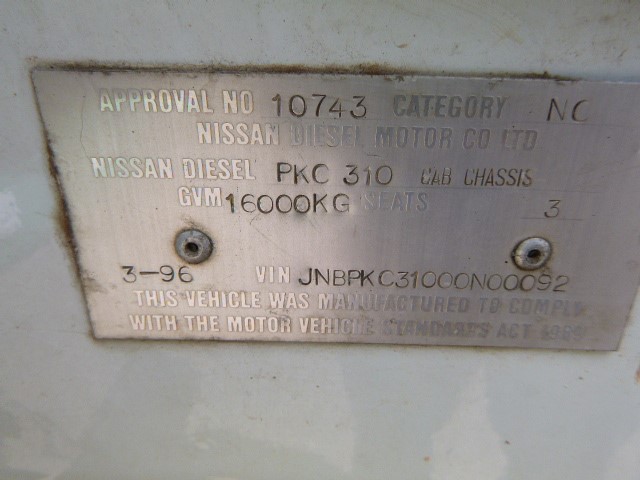 APPROVAL NO 10743 CATEGORY NC
NISSAN DIESEL MOTOR CO LTD
NISSAN DIESEL PKC 310 CAB CHASSIS
GVM 16000KG SEATS 3
3-96 VIN JNBPKC31000N00092
THIS VEHICLE WAS MANUFACTURED TO COMPLY
WITH THE MOTOR VEHICLE STANDARDS ACT 1989